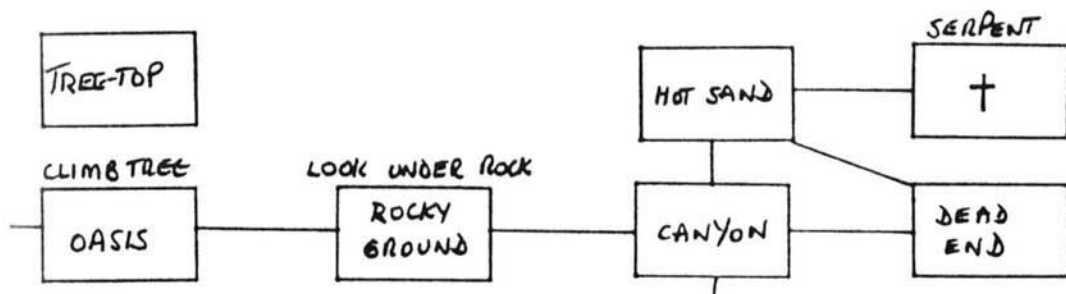 SERPENT
TREE-TOP
HOT SAND
CLIMB TREE
LOOK UNDER ROCK
OASIS
ROCKY
GROUND
CANYON
DEAD
END